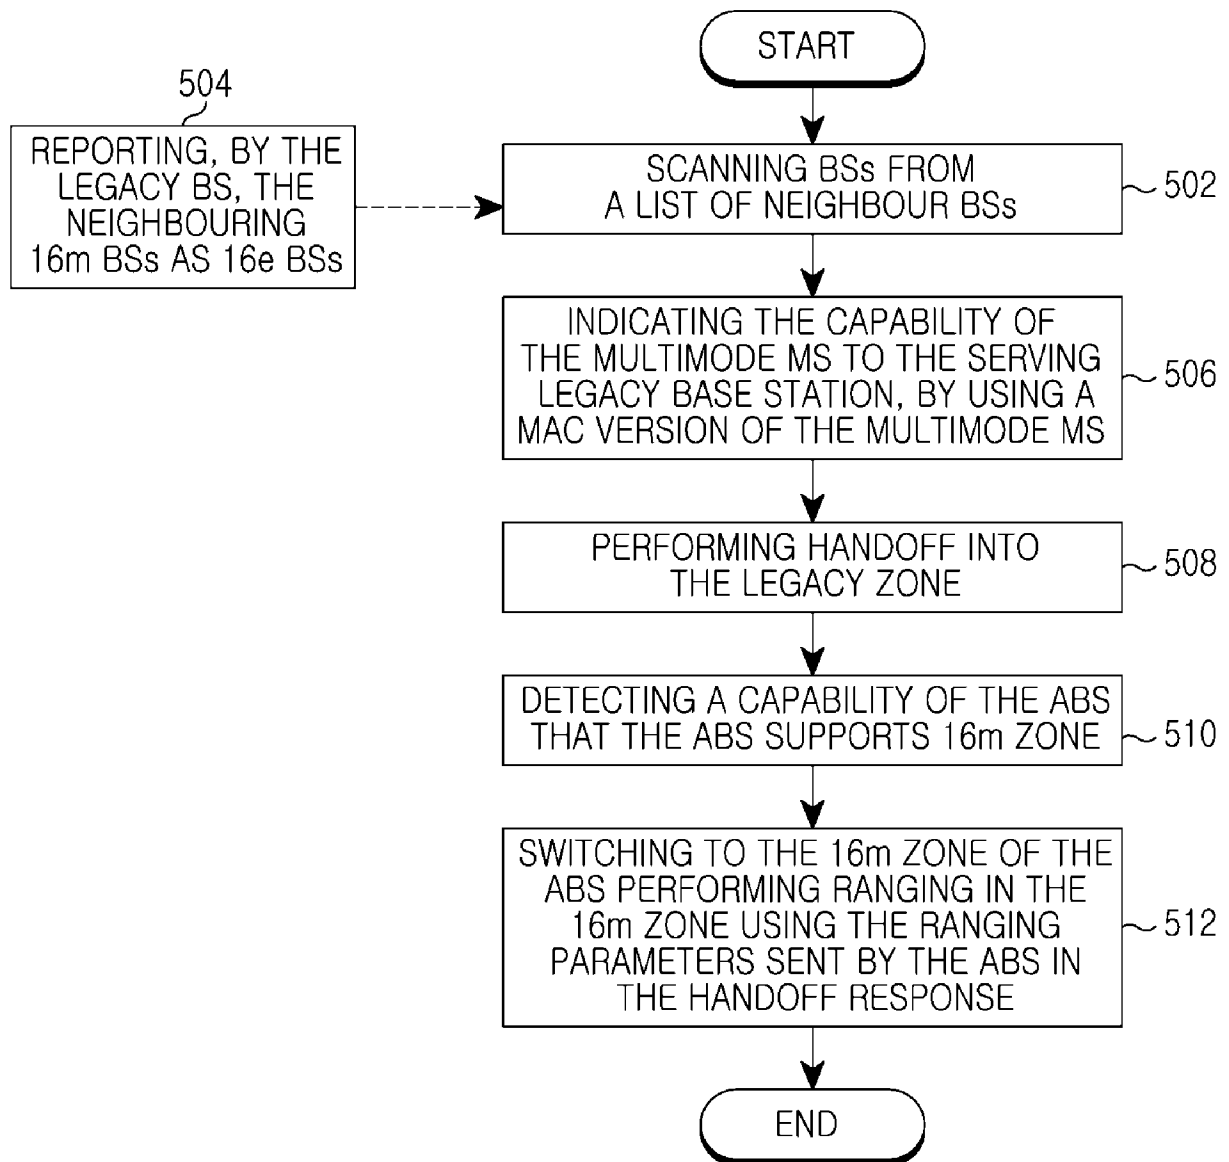 START
504
REPORTING, BY THE
LEGACY BS, THE
NEIGHBOURING
16m BSs AS 16e BSs
SCANNING BSs FROM
A LIST OF NEIGHBOUR BSs
502
INDICATING THE CAPABILITY OF
THE MULTIMODE MS TO THE SERVING
LEGACY BASE STATION, BY USING A
MAC VERSION OF THE MULTIMODE MS
506
PERFORMING HANDOFF INTO
THE LEGACY ZONE
508
DETECTING A CAPABILITY OF THE ABS
THAT THE ABS SUPPORTS 16m ZONE
510
SWITCHING TO THE 16m ZONE OF THE
ABS PERFORMING RANGING IN THE
16m ZONE USING THE RANGING
PARAMETERS SENT BY THE ABS IN
THE HANDOFF RESPONSE
512
END